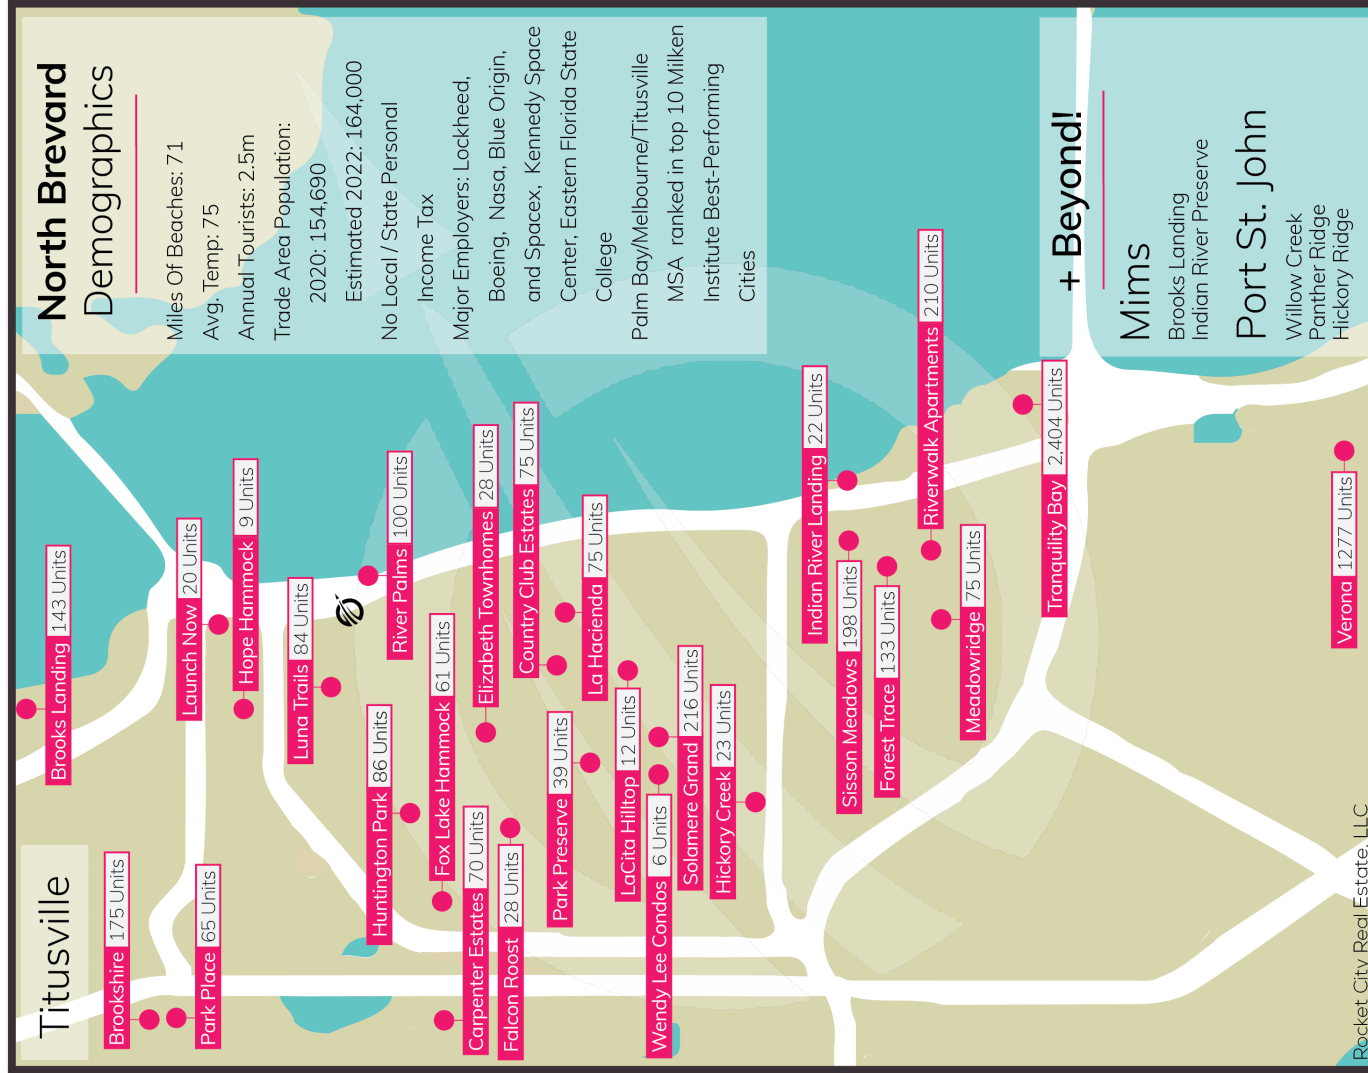 Titusville
North Brevard
Demographics
Miles Of Beaches: 71
Avg. Temp: 75
Annual Tourists: 2.5m
Trade Area Population:
2020: 154,690
Estimated 2022: 164,000
No Local / State Personal
Income Tax
Major Employers: Lockheed,
Boeing, Nasa, Blue Origin,
and Spacex, Kennedy Space
Center, Eastern Florida State
College
Palm Bay/Melbourne/Titusville
MSA ranked in top 10 Milken
Institute Best-Performing
Cities
+ Beyond!
Mims
Brooks Landing
Indian River Preserve
Port St. John
Willow Creek
Panther Ridge
Hickory Ridge
Brooks Landing 143 Units
Brookshire 175 Units
Park Place 65 Units
Launch Now 20 Units
Hope Hammock 9 Units
Luna Trails 84 Units
River Palms 100 Units
Huntington Park 86 Units
Fox Lake Hammock 61 Units
Carpenter Estates 70 Units
Elizabeth Townhomes 28 Units
Falcon Roost 28 Units
Country Club Estates 75 Units
Park Preserve 39 Units
La Hacienda 75 Units
LaCita Hilltop 12 Units
Wendy Lee Condos 6 Units
Solamere Grand 216 Units
Hickory Creek 23 Units
Indian River Landing 22 Units
Sisson Meadows 198 Units
Forest Trace 133 Units
Riverwalk Apartments 210 Units
Meadowridge 75 Units
Tranquility Bay 2,404 Units
Verona 1277 Units
Rocket City Real Estate, LLC